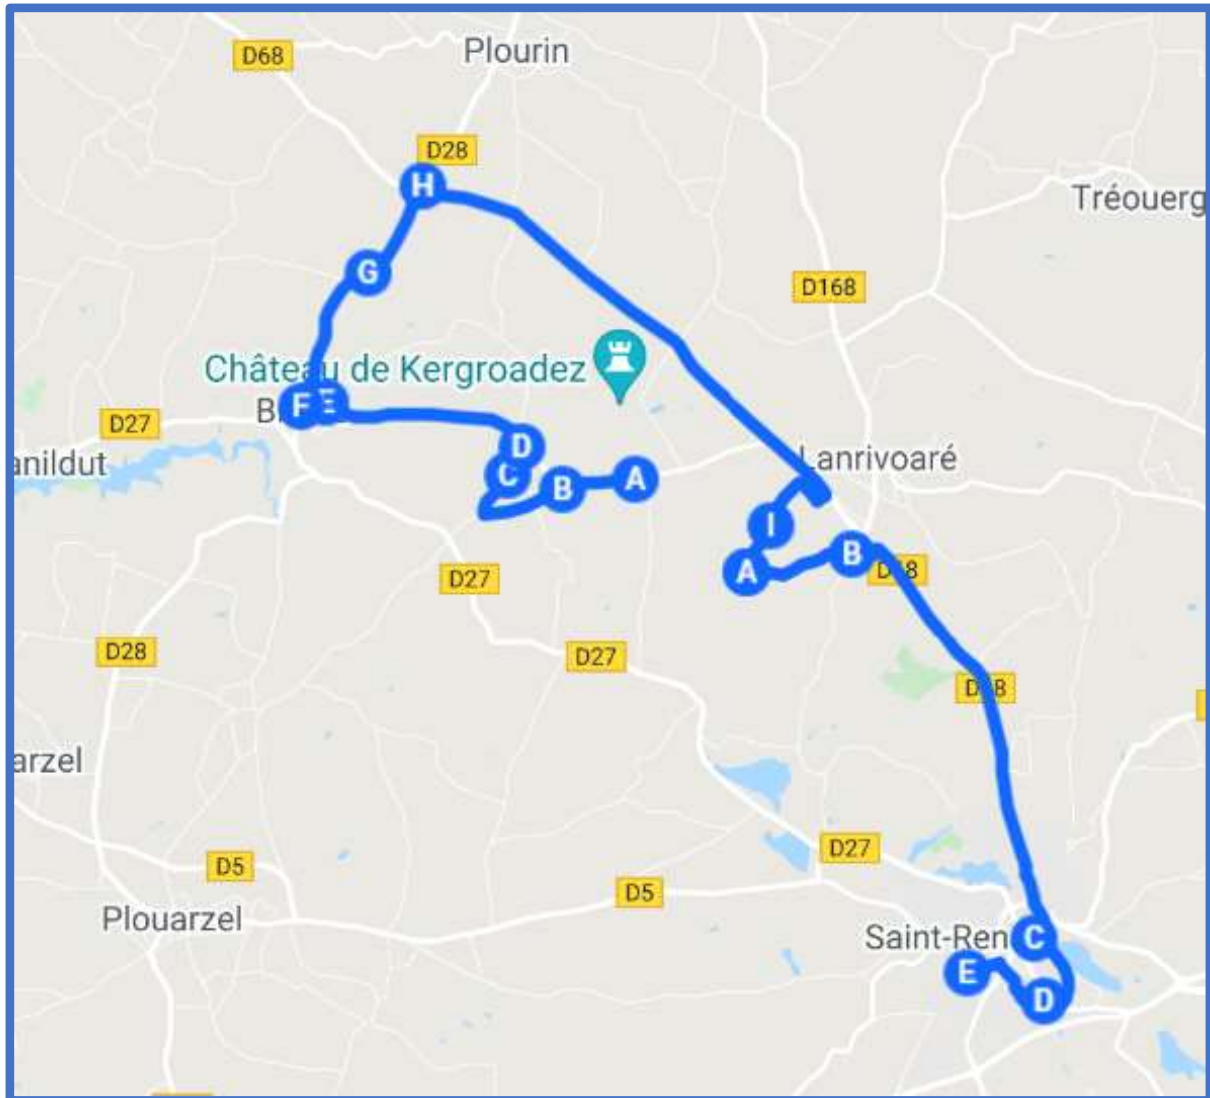 Plourin
D68
D28
H
Tréouerg
G
D168
Château de Kergroadez
F
E
B
D27
D
Lanrivoaré
anildut
C
B
A
I
B
A
D27
D28
D27
arzel
D27
D5
D5
Plouarzel
Saint-Ren
C
E
D